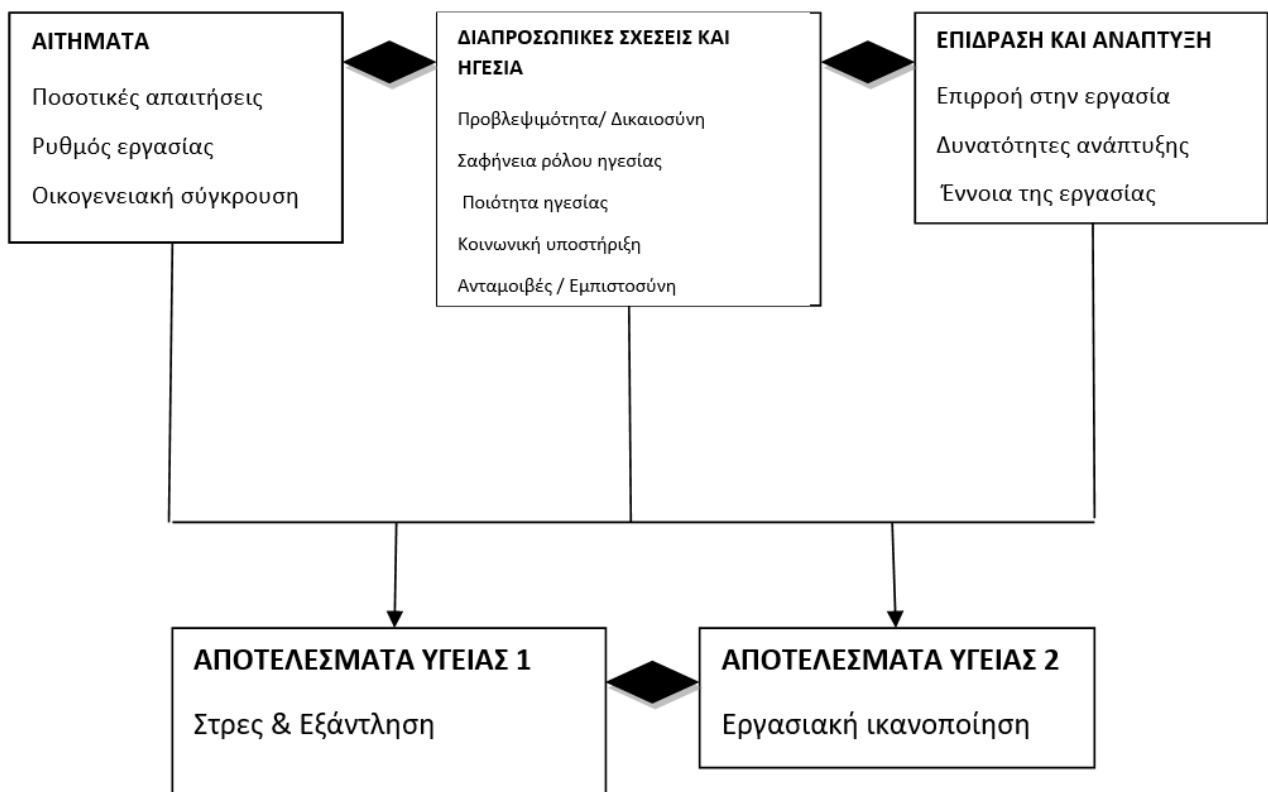 ΑΙΤΗΜΑΤΑ
Ποσοτικές απαιτήσεις
Ρυθμός εργασίας
Οικογενειακή σύγκρουση
ΔΙΑΠΡΟΣΩΠΙΚΕΣ ΣΧΕΣΕΙΣ ΚΑΙ
ΗΓΕΣΙΑ
Προβλεψιμότητα/ Δικαιοσύνη
Σαφήνεια ρόλου ηγεσίας
Ποιότητα ηγεσίας
Κοινωνική υποστήριξη
Ανταμοιβές / Εμπιστοσύνη
ΕΠΙΔΡΑΣΗ ΚΑΙ ΑΝΑΠΤΥΞΗ
Επιρροή στην εργασία
Δυνατότητες ανάπτυξης
Έννοια της εργασίας
ΑΠΟΤΕΛΕΣΜΑΤΑ ΥΓΕΙΑΣ 1
Στρες & Εξάντληση
ΑΠΟΤΕΛΕΣΜΑΤΑ ΥΓΕΙΑΣ 2
Εργασιακή ικανοποίηση